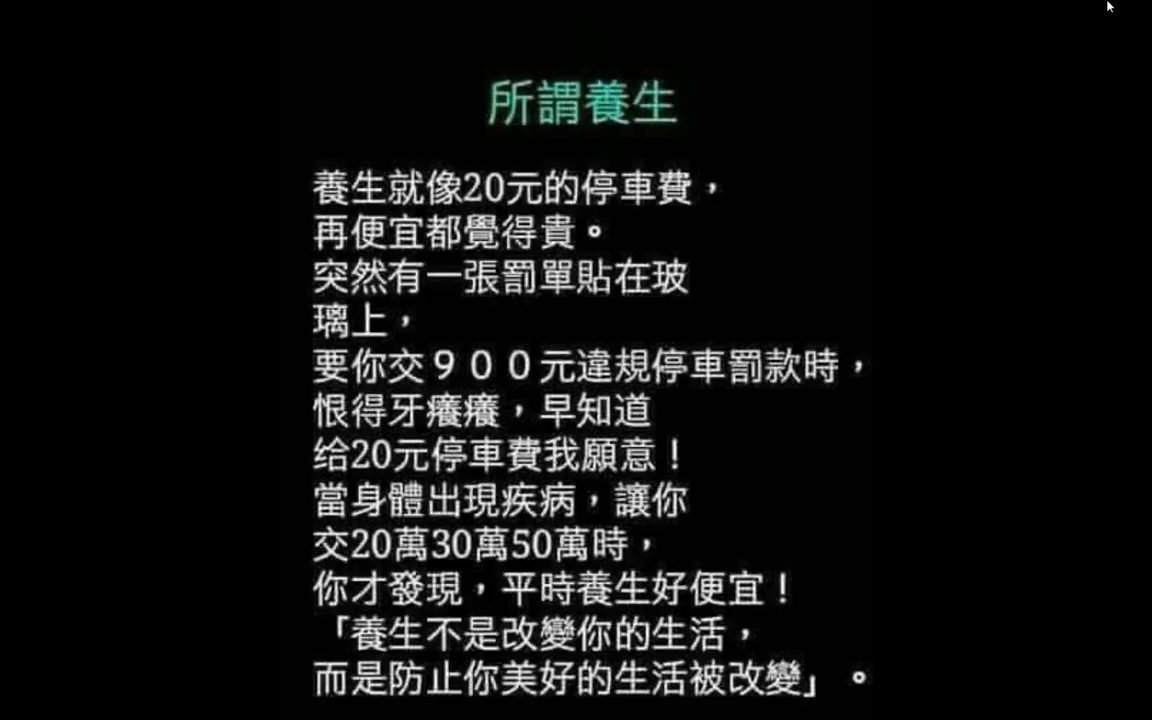 所謂養生
養生就像20元的停車費，
再便宜都覺得貴。
突然有一張罰單貼在玻
璃上，
要你交９００元違規停車罰款時，
恨得牙癢癢，早知道
给20元停車費我願意！
當身體出現疾病，讓你
交20萬30萬50萬時，
你才發現，平時養生好便宜！
「養生不是改變你的生活，
而是防止你美好的生活被改變」。